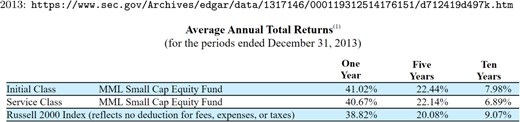 2013: https://www.sec.gov/Archives/edgar/data/1317146/000119312514176151/d712419d497k.htm
Average Annual Total Returns(1)
(for the periods ended December 31, 2013)
One Year Five Years Ten Years
Initial Class MML Small Cap Equity Fund 41.02% 22.44% 7.98%
Service Class MML Small Cap Equity Fund 40.67% 22.14% 6.89%
Russell 2000 Index (reflects no deduction for fees, expenses, or taxes) 38.82% 20.08% 9.07%